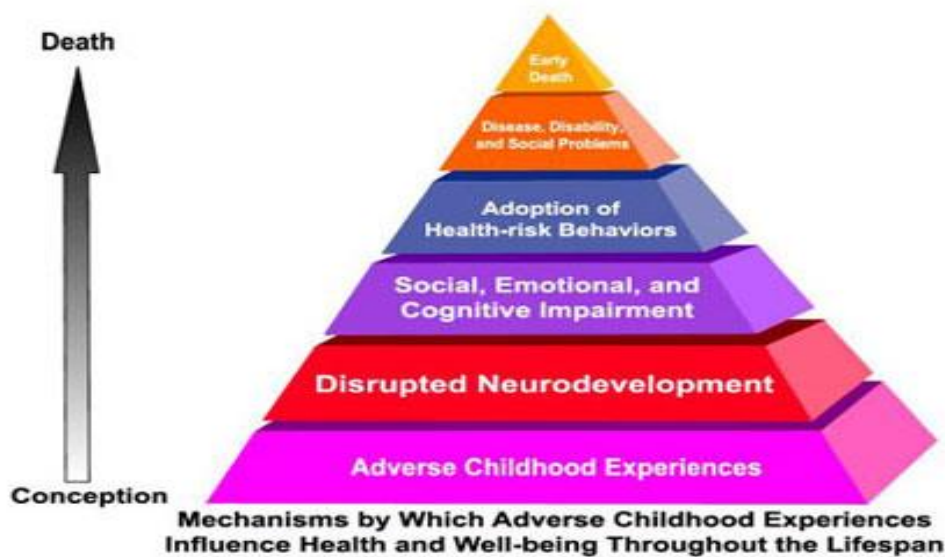 Death
Early
Death
Disease, Disability,
and Social Problems
Adoption of
Health-risk Behaviors
Social, Emotional, and
Cognitive Impairment
Disrupted Neurodevelopment
Adverse Childhood Experiences
Conception
Mechanisms by Which Adverse Childhood Experiences
Influence Health and Well-being Throughout the Lifespan